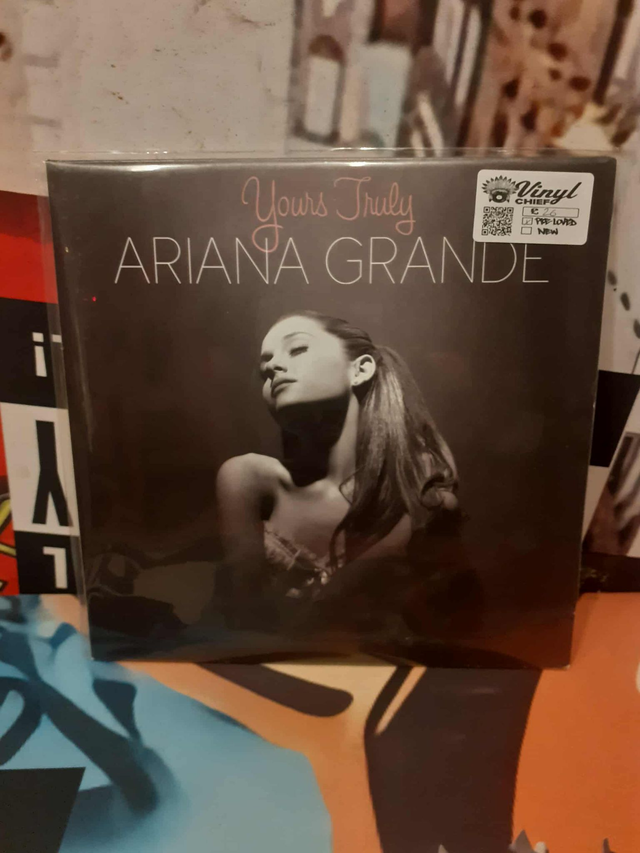 Yours Truly
ARIANA GRANDE
Vinyl
CHIEF
PRE-LOVED
NEW